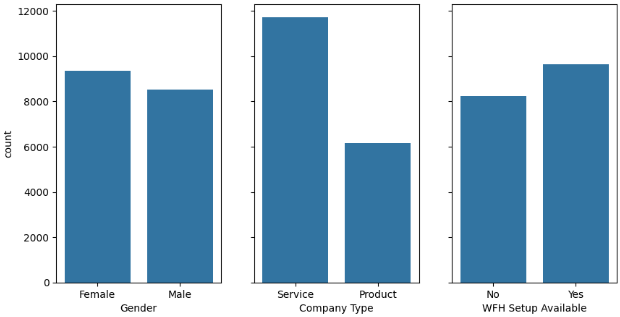 12000
10000
8000
6000
4000
2000
0
count
Female Male
Gender
Service Product
Company Type
No Yes
WFH Setup Available